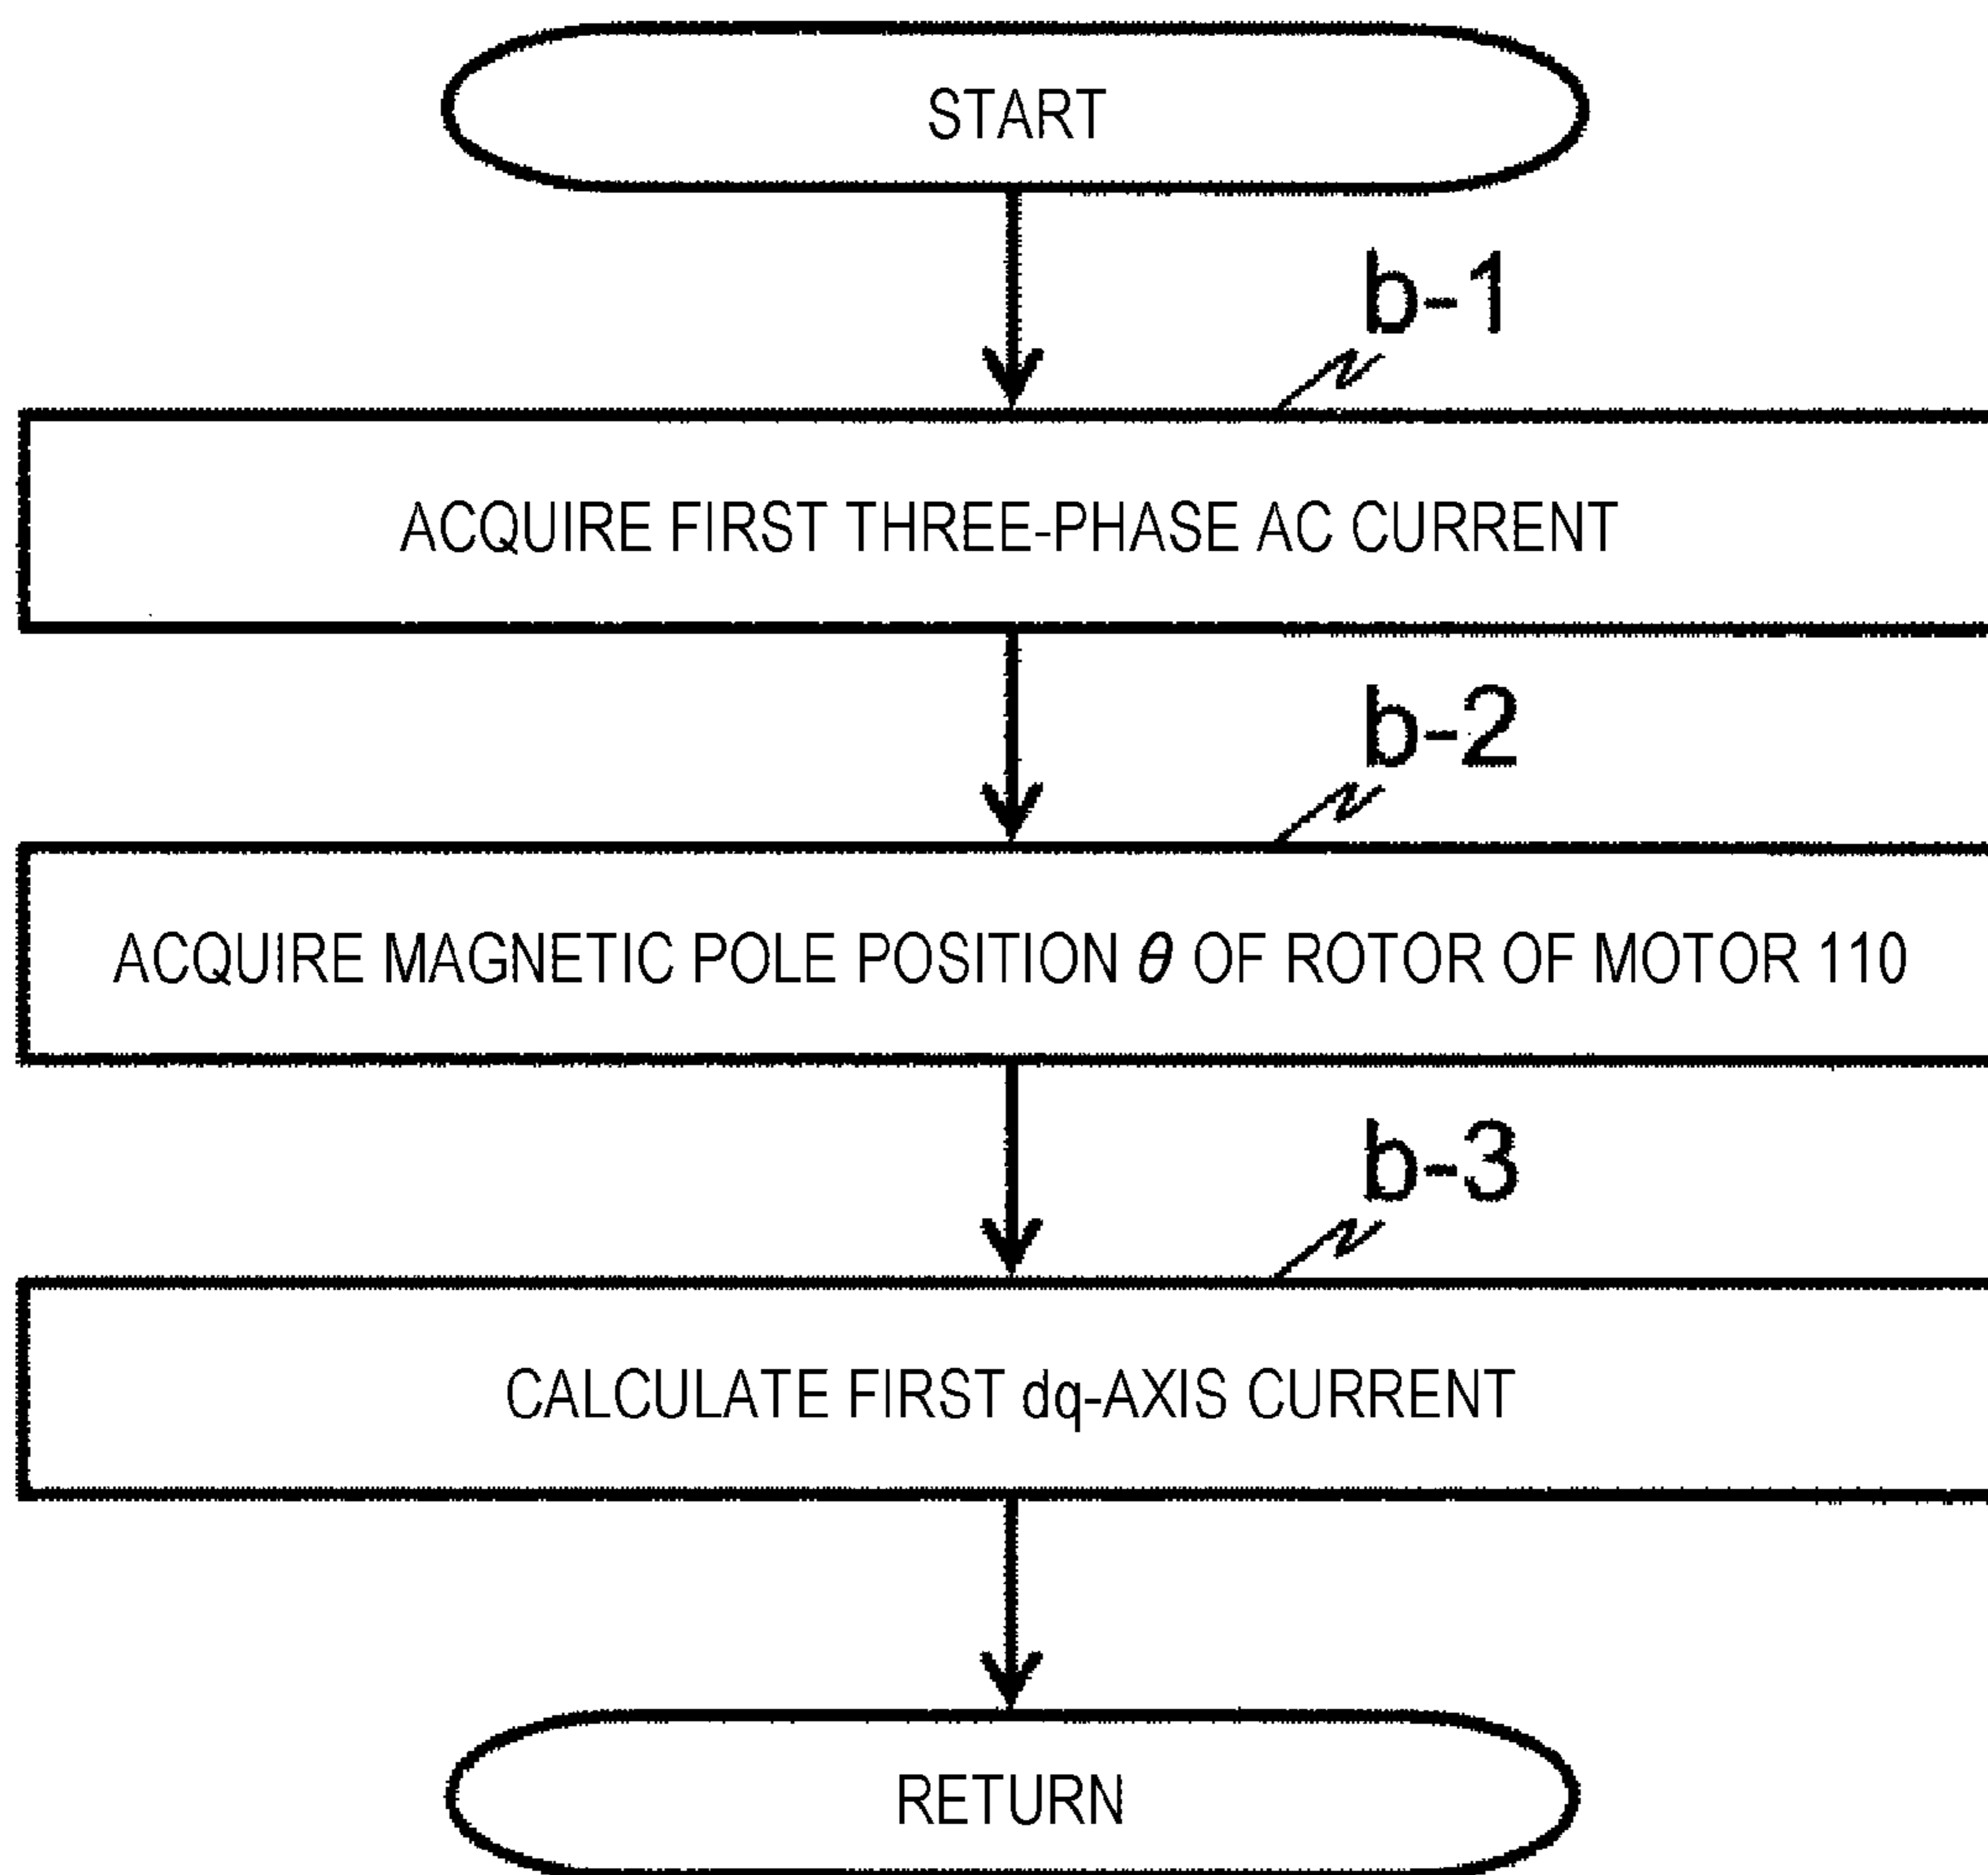 START
b-1
ACQUIRE FIRST THREE-PHASE AC CURRENT
b-2
ACQUIRE MAGNETIC POLE POSITION θ OF ROTOR OF MOTOR 110
b-3
CALCULATE FIRST dq-AXIS CURRENT
RETURN